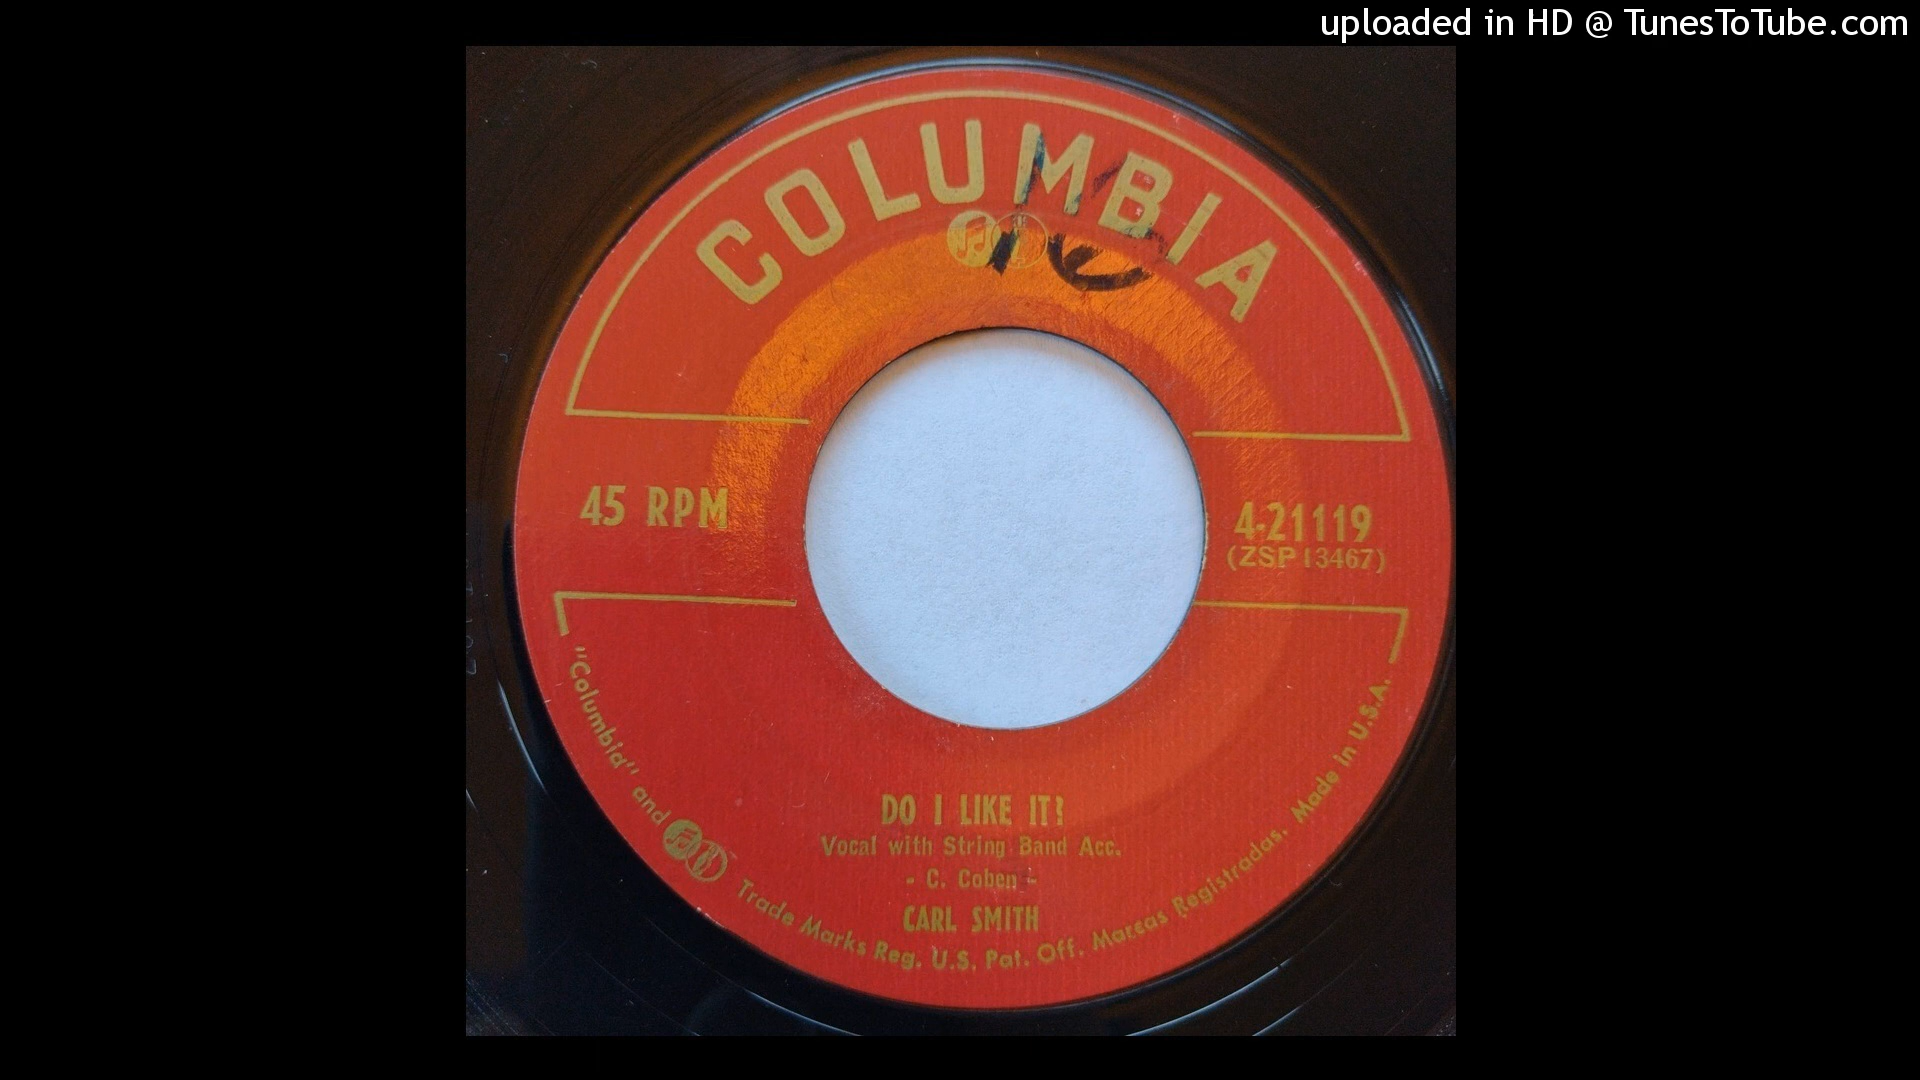 uploaded in HD @ TunesToTube.com
COLUMBIA
45 RPM
4-21119
(ZSP 13467)
DO I LIKE IT?
Vocal with String Band Acc.
- C. Coben -
CARL SMITH
"Columbia" and Trade Marks Reg. U.S. Pat. Off. Marcas Registradas. Made in U.S.A.